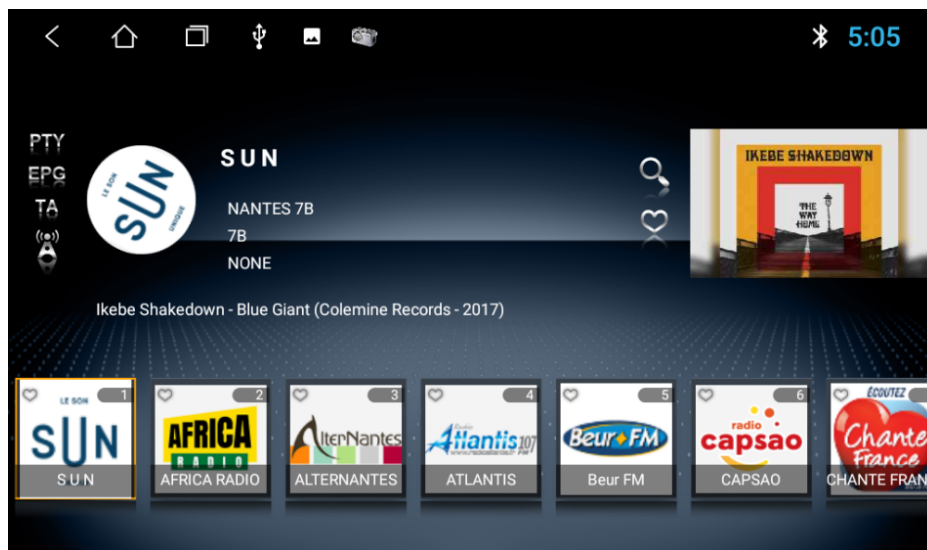 5:05
PTY
EPG
TA
LE SON
SUN
UNIQUE
SUN
NANTES 7B
7B
NONE
IKEBE SHAKEDOWN
THE
WAY
HOME
Ikebe Shakedown - Blue Giant (Colemine Records - 2017)
1
LE SON
SUN
SUN
2
AFRICA
RADIO
AFRICA RADIO
3
AlterNantes
ALTERNANTES
4
Radio
Atlantis 107
FM
ATLANTIS
5
Beur FM
Beur FM
6
radio
capsao
CAPSAO
ÉCOUTEZ
Chante
France
CHANTE FRAN